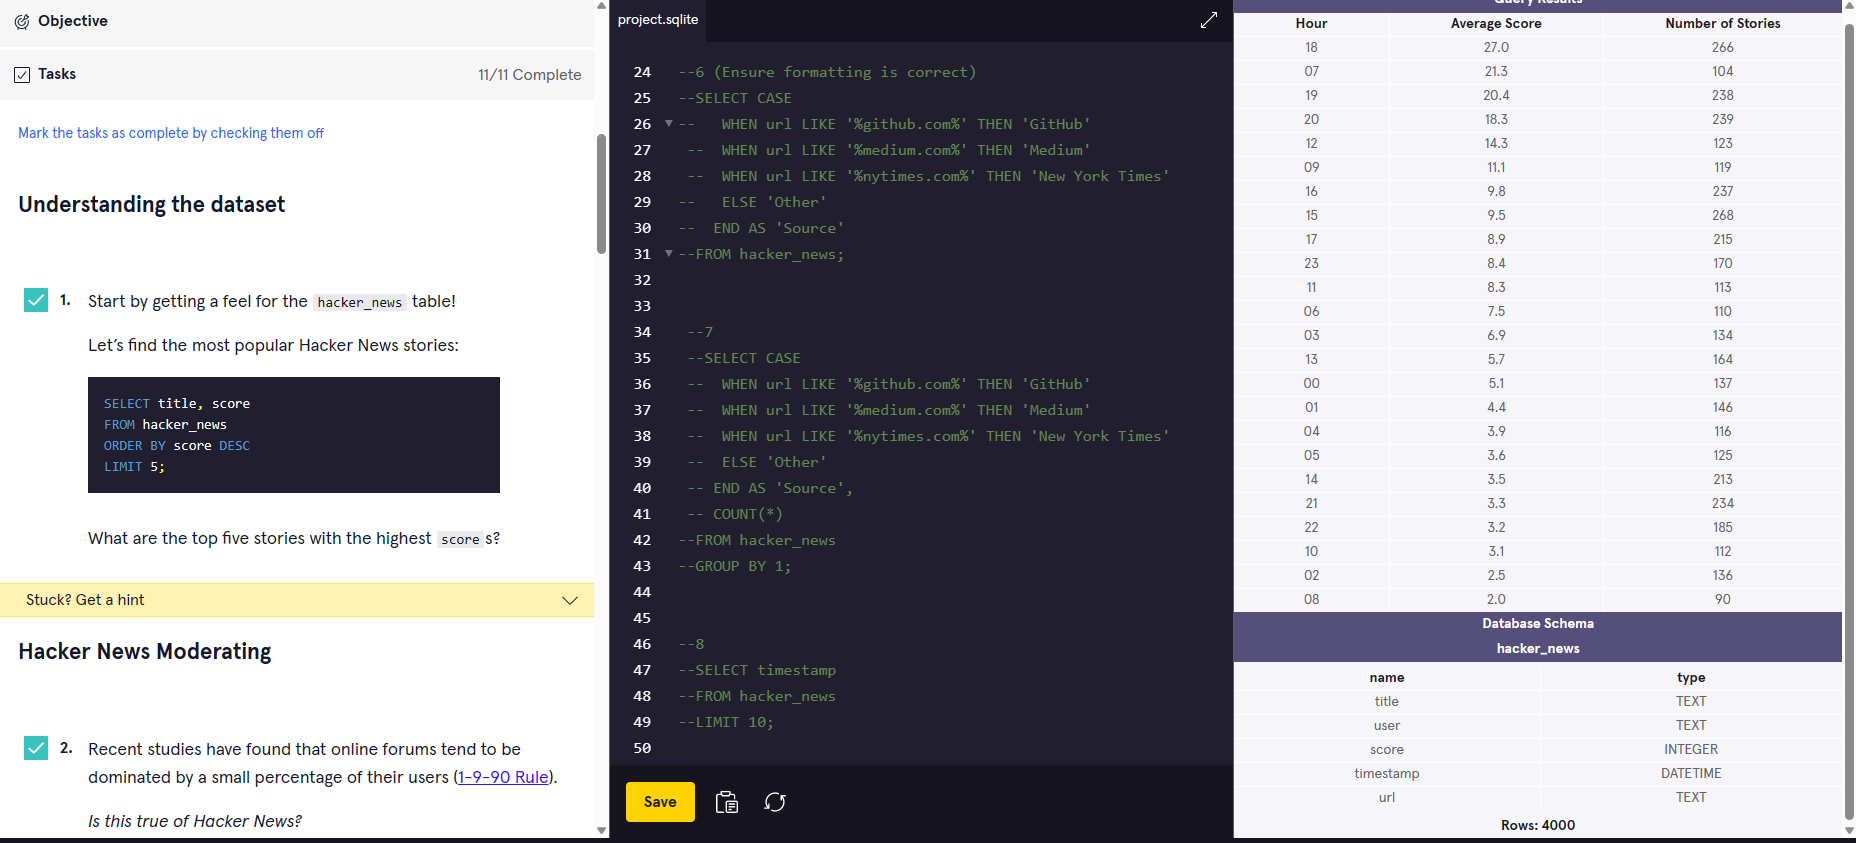 Objective
Tasks
11/11 Complete
Mark the tasks as complete by checking them off
Understanding the dataset
1. Start by getting a feel for the hacker_news table!
Let's find the most popular Hacker News stories:
SELECT title, score
FROM hacker_news
ORDER BY score DESC
LIMIT 5;
What are the top five stories with the highest score s?
Stuck? Get a hint
Hacker News Moderating
2. Recent studies have found that online forums tend to be
dominated by a small percentage of their users (1-9-90 Rule).
Is this true of Hacker News?
project.sqlite
24 --6 (Ensure formatting is correct)
25 --SELECT CASE
26 -- WHEN url LIKE '%github.com%' THEN 'GitHub'
27 -- WHEN url LIKE '%medium.com%' THEN 'Medium'
28 -- WHEN url LIKE '%nytimes.com%' THEN 'New York Times'
29 -- ELSE 'Other'
30 -- END AS 'Source'
31 --FROM hacker_news;
32
33
34 --7
35 --SELECT CASE
36 -- WHEN url LIKE '%github.com%' THEN 'GitHub'
37 -- WHEN url LIKE '%medium.com%' THEN 'Medium'
38 -- WHEN url LIKE '%nytimes.com%' THEN 'New York Times'
39 -- ELSE 'Other'
40 -- END AS 'Source',
41 -- COUNT(*)
42 --FROM hacker_news
43 --GROUP BY 1;
44
45
46 --8
47 --SELECT timestamp
48 --FROM hacker_news
49 --LIMIT 10;
50
Save
Query Results
Hour Average Score Number of Stories
18 27.0 266
07 21.3 104
19 20.4 238
20 18.3 239
12 14.3 123
09 11.1 119
16 9.8 237
15 9.5 268
17 8.9 215
23 8.4 170
11 8.3 113
06 7.5 110
03 6.9 134
13 5.7 164
00 5.1 137
01 4.4 146
04 3.9 116
05 3.6 125
14 3.5 213
21 3.3 234
22 3.2 185
10 3.1 112
02 2.5 136
08 2.0 90
Database Schema
hacker_news
name type
title TEXT
user TEXT
score INTEGER
timestamp DATETIME
url TEXT
Rows: 4000